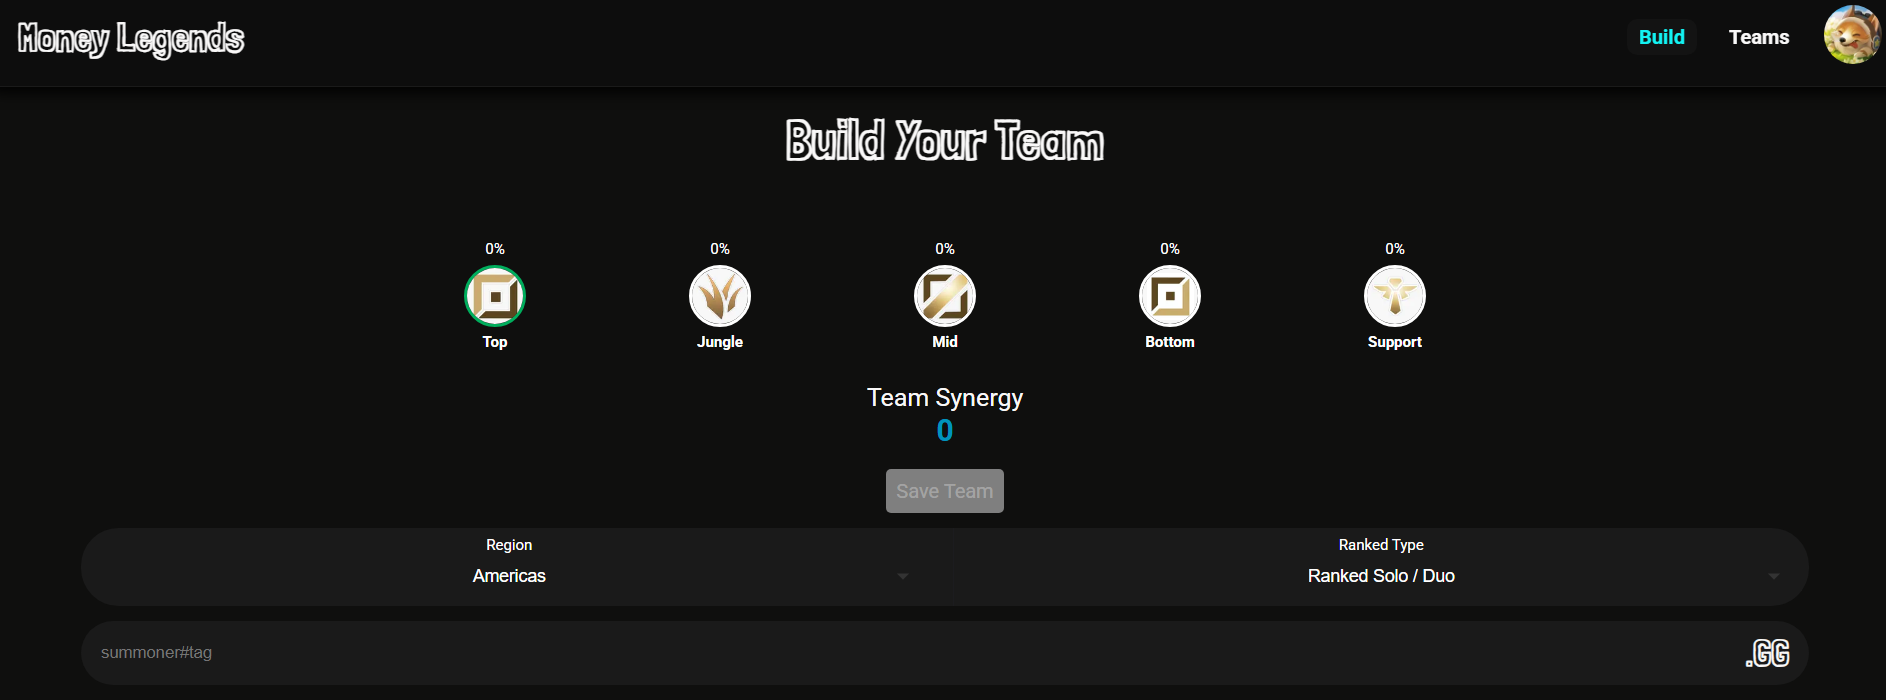 Money Legends
Build Teams
Build Your Team
0% 0% 0% 0% 0%
Top Jungle Mid Bottom Support
Team Synergy
0
Save Team
Region Ranked Type
Americas Ranked Solo / Duo
summoner#tag .GG